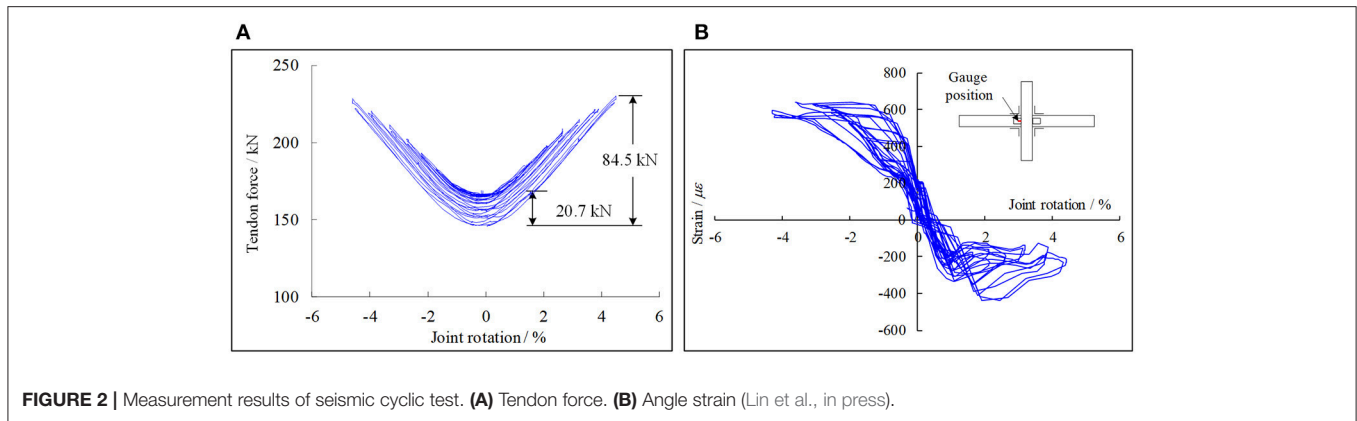 A
250
200
150
100
Tendon force / kN
84.5 kN
20.7 kN
-6
-4
-2
0
2
4
6
Joint rotation / %
B
800
600
400
200
0
-200
-400
-600
Strain / με
Gauge
position
Joint rotation / %
-6
-4
-2
0
2
4
6
FIGURE 2 | Measurement results of seismic cyclic test. (A) Tendon force. (B) Angle strain (Lin et al., in press).